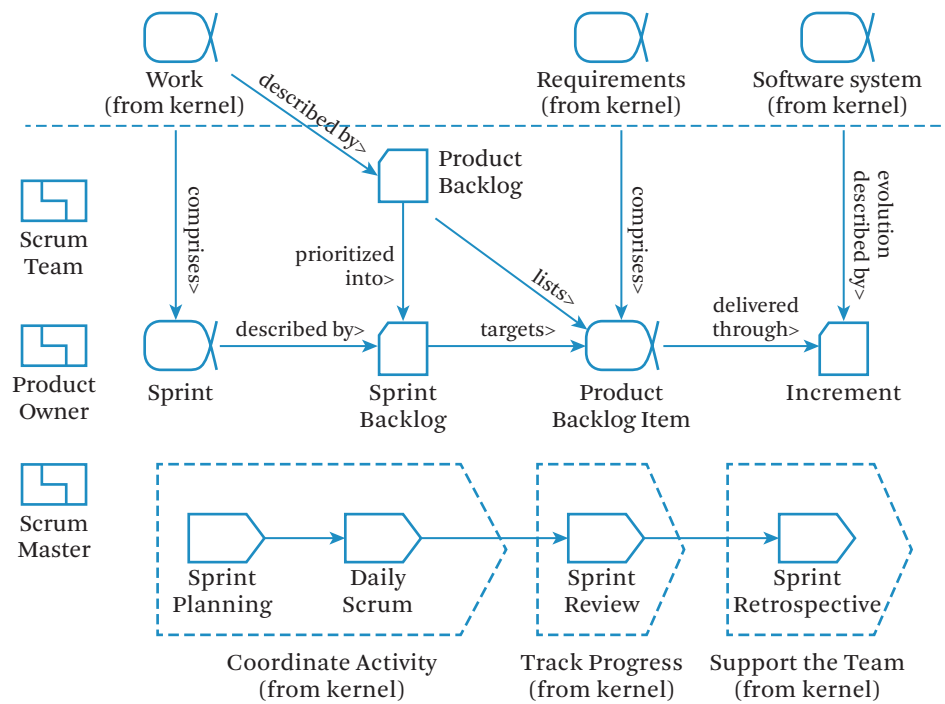 Work
(from kernel)
Requirements
(from kernel)
Software system
(from kernel)
described by>
Product
Backlog
Scrum
Team
comprises>
prioritized
into>
lists>
comprises>
evolution
described by>
delivered
through>
described by>
targets>
Product
Owner
Sprint
Sprint
Backlog
Product
Backlog Item
Increment
Scrum
Master
Sprint
Planning
Daily
Scrum
Sprint
Review
Sprint
Retrospective
Coordinate Activity
(from kernel)
Track Progress
(from kernel)
Support the Team
(from kernel)